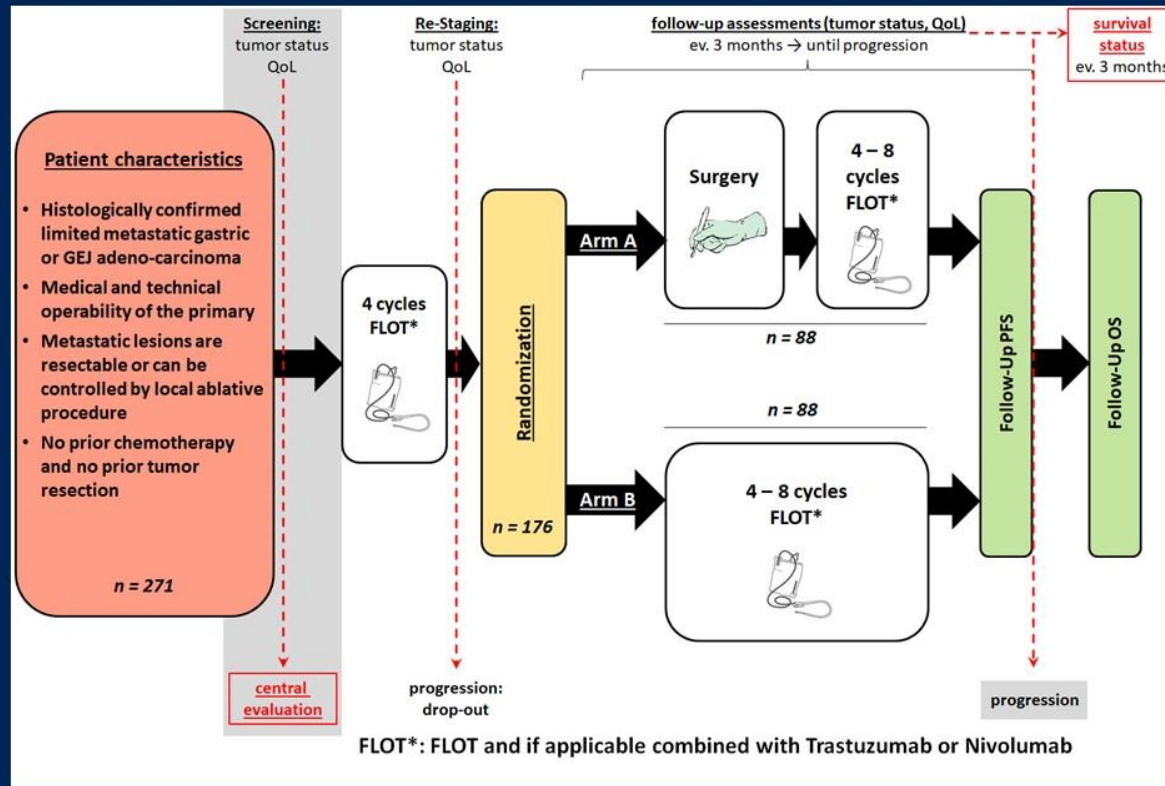 Screening:
tumor status
QoL
Re-Staging:
tumor status
QoL
follow-up assessments (tumor status, QoL)
ev. 3 months → until progression
survival
status
ev. 3 months
Patient characteristics
• Histologically confirmed
limited metastatic gastric
or GEJ adeno-carcinoma
• Medical and technical
operability of the primary
• Metastatic lesions are
resectable or can be
controlled by local ablative
procedure
• No prior chemotherapy
and no prior tumor
resection
n = 271
4 cycles
FLOT*
Randomization
n = 176
Arm A
Surgery
4 – 8
cycles
FLOT*
n = 88
n = 88
Arm B
4 – 8 cycles
FLOT*
Follow-Up PFS
Follow-Up OS
central
evaluation
progression:
drop-out
progression
FLOT*: FLOT and if applicable combined with Trastuzumab or Nivolumab